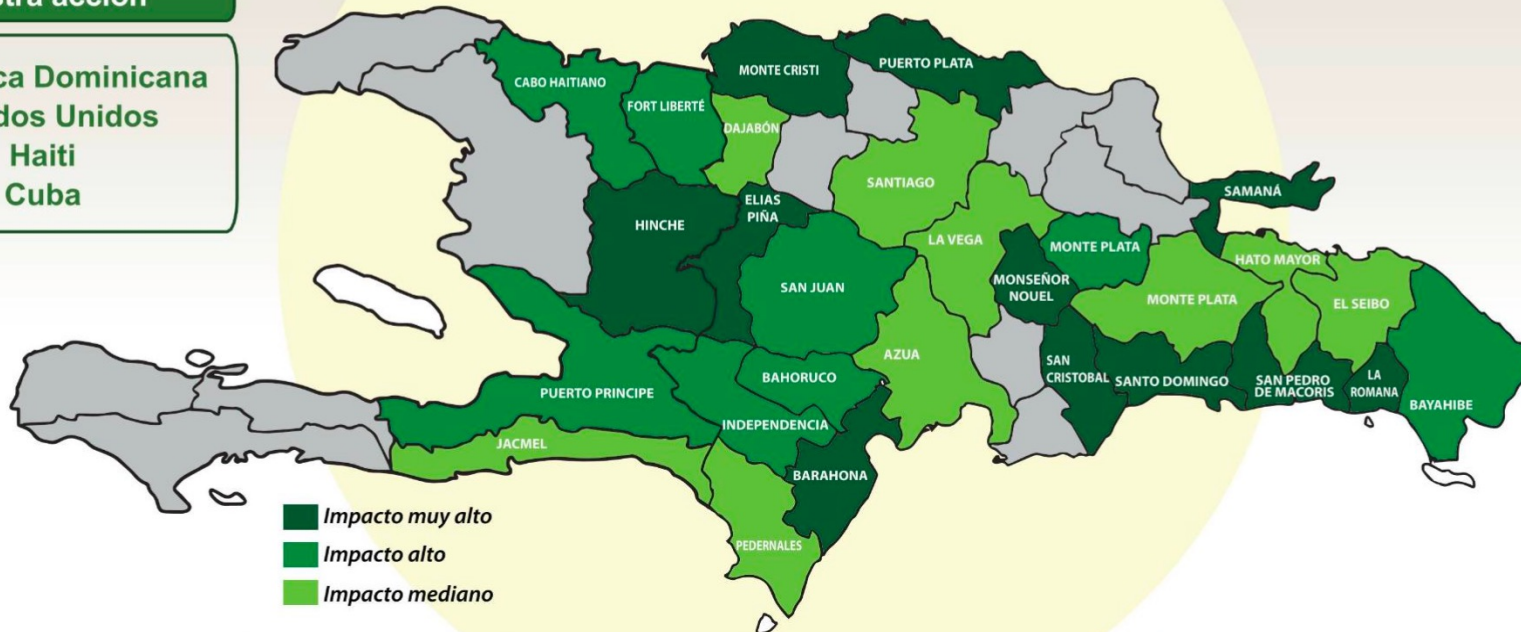 acción
Dominicana
Unidos
Haiti
Cuba
CABO HAITIANO
FORT LIBERTÉ
MONTE CRISTI
PUERTO PLATA
DAJABÓN
SANTIAGO
HINCHE
ELIAS
PIÑA
SAMANÁ
LA VEGA
MONTE PLATA
HATO MAYOR
SAN JUAN
MONSEÑOR
NOUEL
MONTE PLATA
EL SEIBO
AZUA
SAN
CRISTOBAL
SANTO DOMINGO
SAN PEDRO
DE MACORIS
LA
ROMANA
BAYAHIBE
BAHORUCO
PUERTO PRINCIPE
INDEPENDENCIA
JACMEL
BARAHONA
PEDERNALES
Impacto muy alto
Impacto alto
Impacto mediano